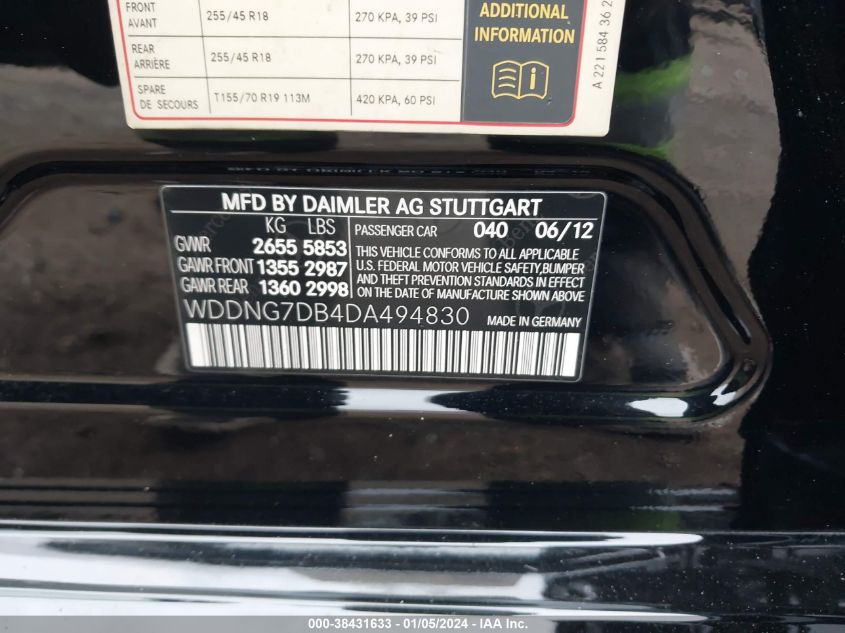 FRONT ADDITIONAL
AVANT 255/45 R18 270 KPA, 39 PSI INFORMATION
REAR
ARRIÈRE 255/45 R18 270 KPA, 39 PSI
SPARE
DE SECOURS T155/70 R19 113M 420 KPA, 60 PSI
A 221 584 36 2
MFD BY DAIMLER AG STUTTGART
KG LBS PASSENGER CAR 040 06/12
GVWR 2655 5853 THIS VEHICLE CONFORMS TO ALL APPLICABLE
GAWR FRONT 1355 2987 U.S. FEDERAL MOTOR VEHICLE SAFETY,BUMPER
AND THEFT PREVENTION STANDARDS IN EFFECT
GAWR REAR 1360 2998 ON THE DATE OF MANUFACTURE SHOWN ABOVE
WDDNG7DB4DA494830 MADE IN GERMANY
000-38431633 - 01/05/2024 - IAA Inc.